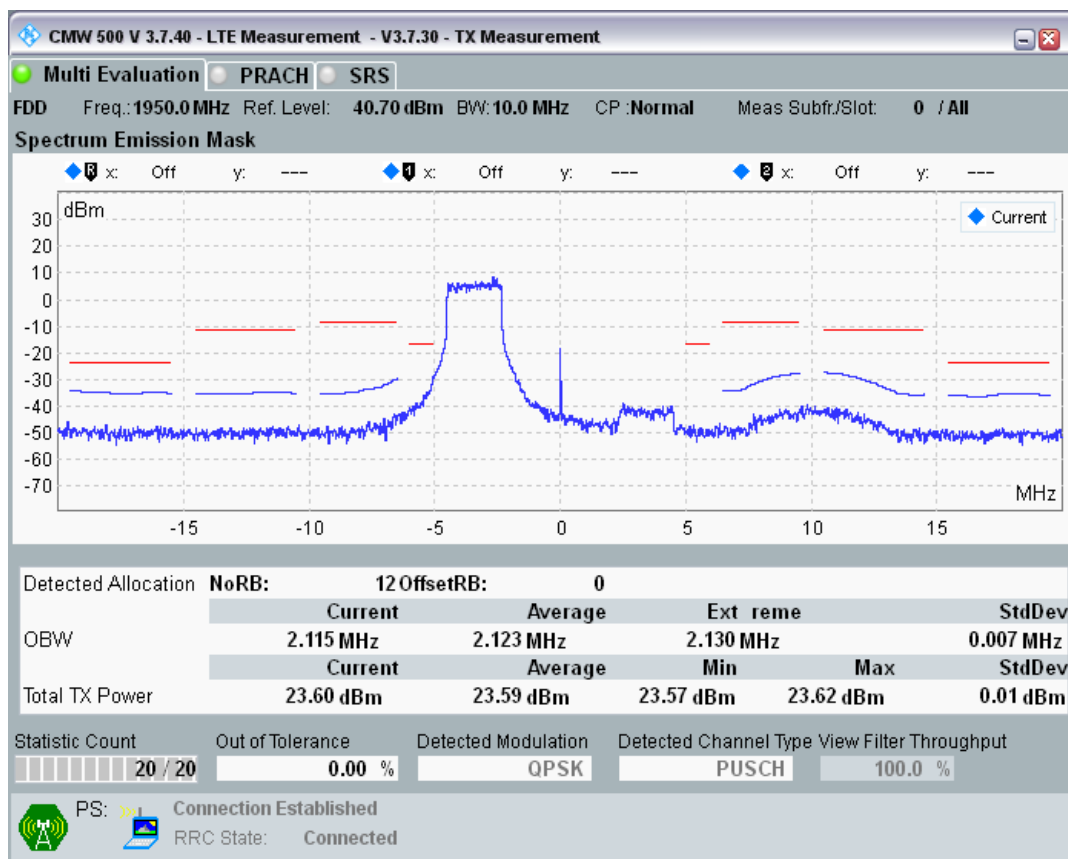 CMW 500 V 3.7.40 - LTE Measurement - V3.7.30 - TX Measurement
Multi Evaluation PRACH SRS
FDD Freq.: 1950.0 MHz Ref. Level: 40.70 dBm BW: 10.0 MHz CP :Normal Meas Subfr./Slot: 0 / All
Spectrum Emission Mask
R x: Off y: --- 1 x: Off y: --- 2 x: Off y: ---
dBm
Current
30
20
10
0
-10
-20
-30
-40
-50
-60
-70
MHz
-15 -10 -5 0 5 10 15
Detected Allocation NoRB: 12 OffsetRB: 0
Current Average Ext reme StdDev
OBW 2.115 MHz 2.123 MHz 2.130 MHz 0.007 MHz
Current Average Min Max StdDev
Total TX Power 23.60 dBm 23.59 dBm 23.57 dBm 23.62 dBm 0.01 dBm
Statistic Count Out of Tolerance Detected Modulation Detected Channel Type View Filter Throughput
20 / 20 0.00 % QPSK PUSCH 100.0 %
PS: Connection Established
RRC State: Connected